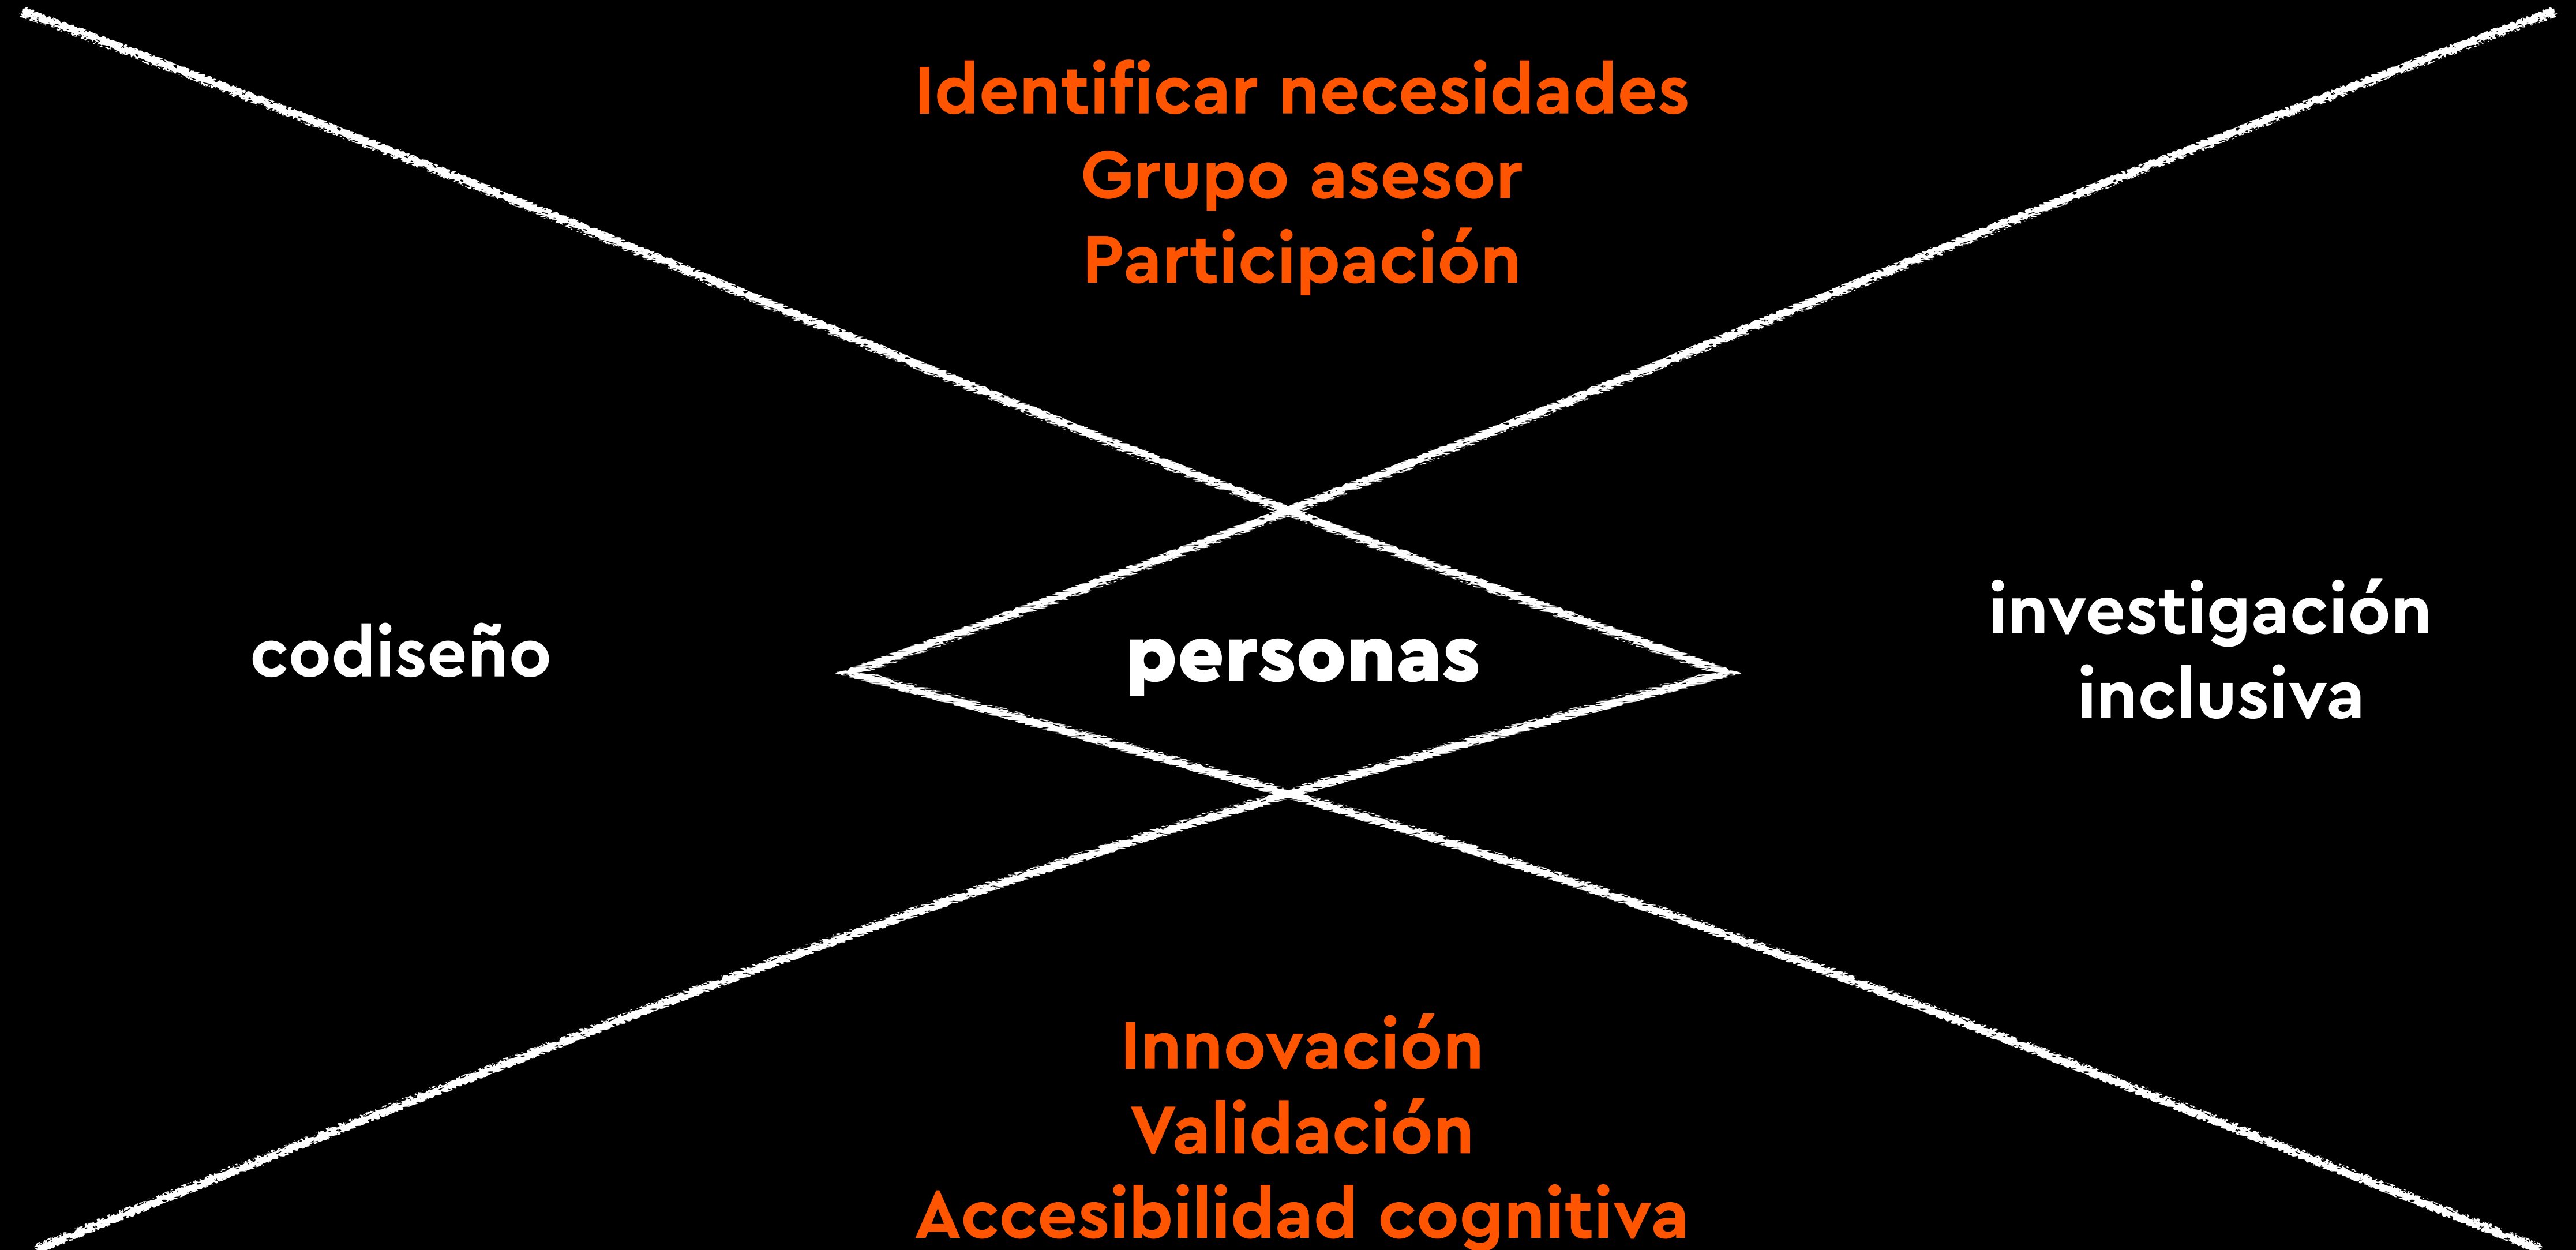 Identificar necesidades
Grupo asesor
Participación
codiseño
personas
investigación
inclusiva
Innovación
Validación
Accesibilidad cognitiva